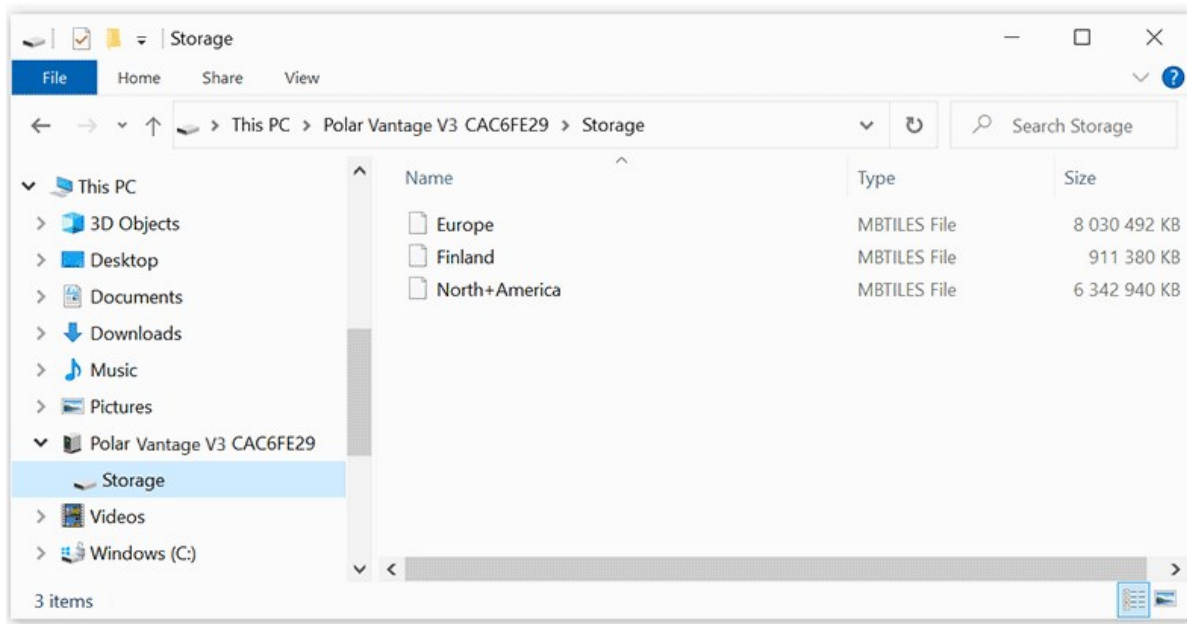 Storage
File Home Share View
This PC > Polar Vantage V3 CAC6FE29 > Storage Search Storage
This PC
3D Objects
Desktop
Documents
Downloads
Music
Pictures
Polar Vantage V3 CAC6FE29
Storage
Videos
Windows (C:)
Name Type Size
Europe MBTILES File 8 030 492 KB
Finland MBTILES File 911 380 KB
North+America MBTILES File 6 342 940 KB
3 items